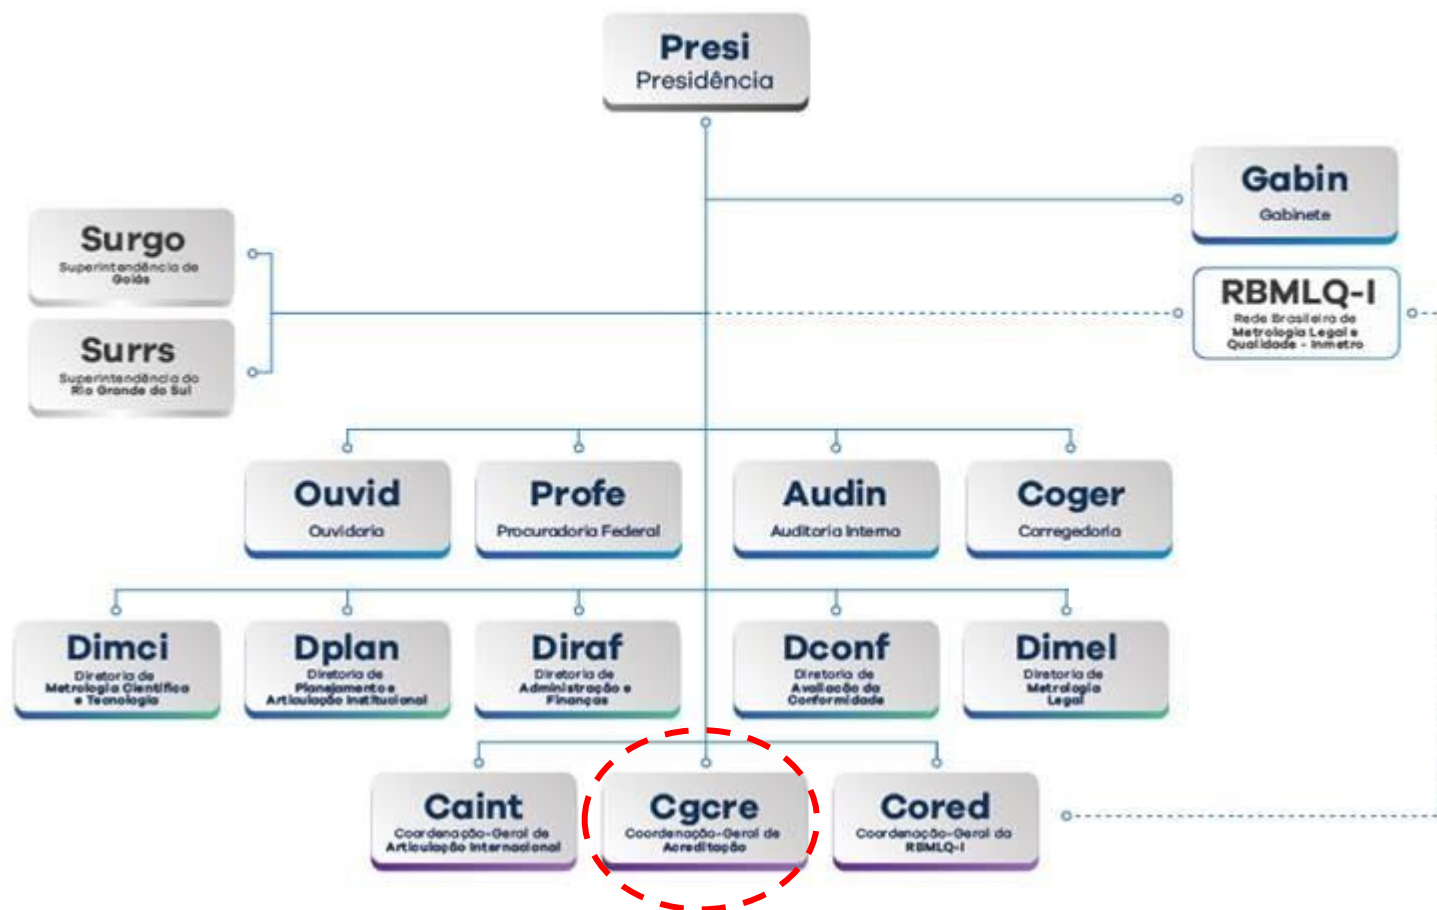 Presi
Presidência
Gabin
Gabinete
Surgo
Superintendência de
Goiás
RBMLQ-I
Rede Brasileira de
Metrologia Legal e
Qualidade - Inmetro
Surrs
Superintendência do
Rio Grande do Sul
Ouvid
Ouvidoria
Profe
Procuradoria Federal
Audin
Auditoria Interna
Coger
Corregedoria
Dimci
Diretoria de
Metrologia Científica
e Tecnologia
Dplan
Diretoria de
Planejamento e
Articulação Institucional
Diraf
Diretoria de
Administração e
Finanças
Dconf
Diretoria de
Avaliação da
Conformidade
Dimel
Diretoria de
Metrologia
Legal
Caint
Coordenação-Geral de
Articulação Internacional
Cgcre
Coordenação-Geral de
Acreditação
Cored
Coordenação-Geral da
RBMLQ-I